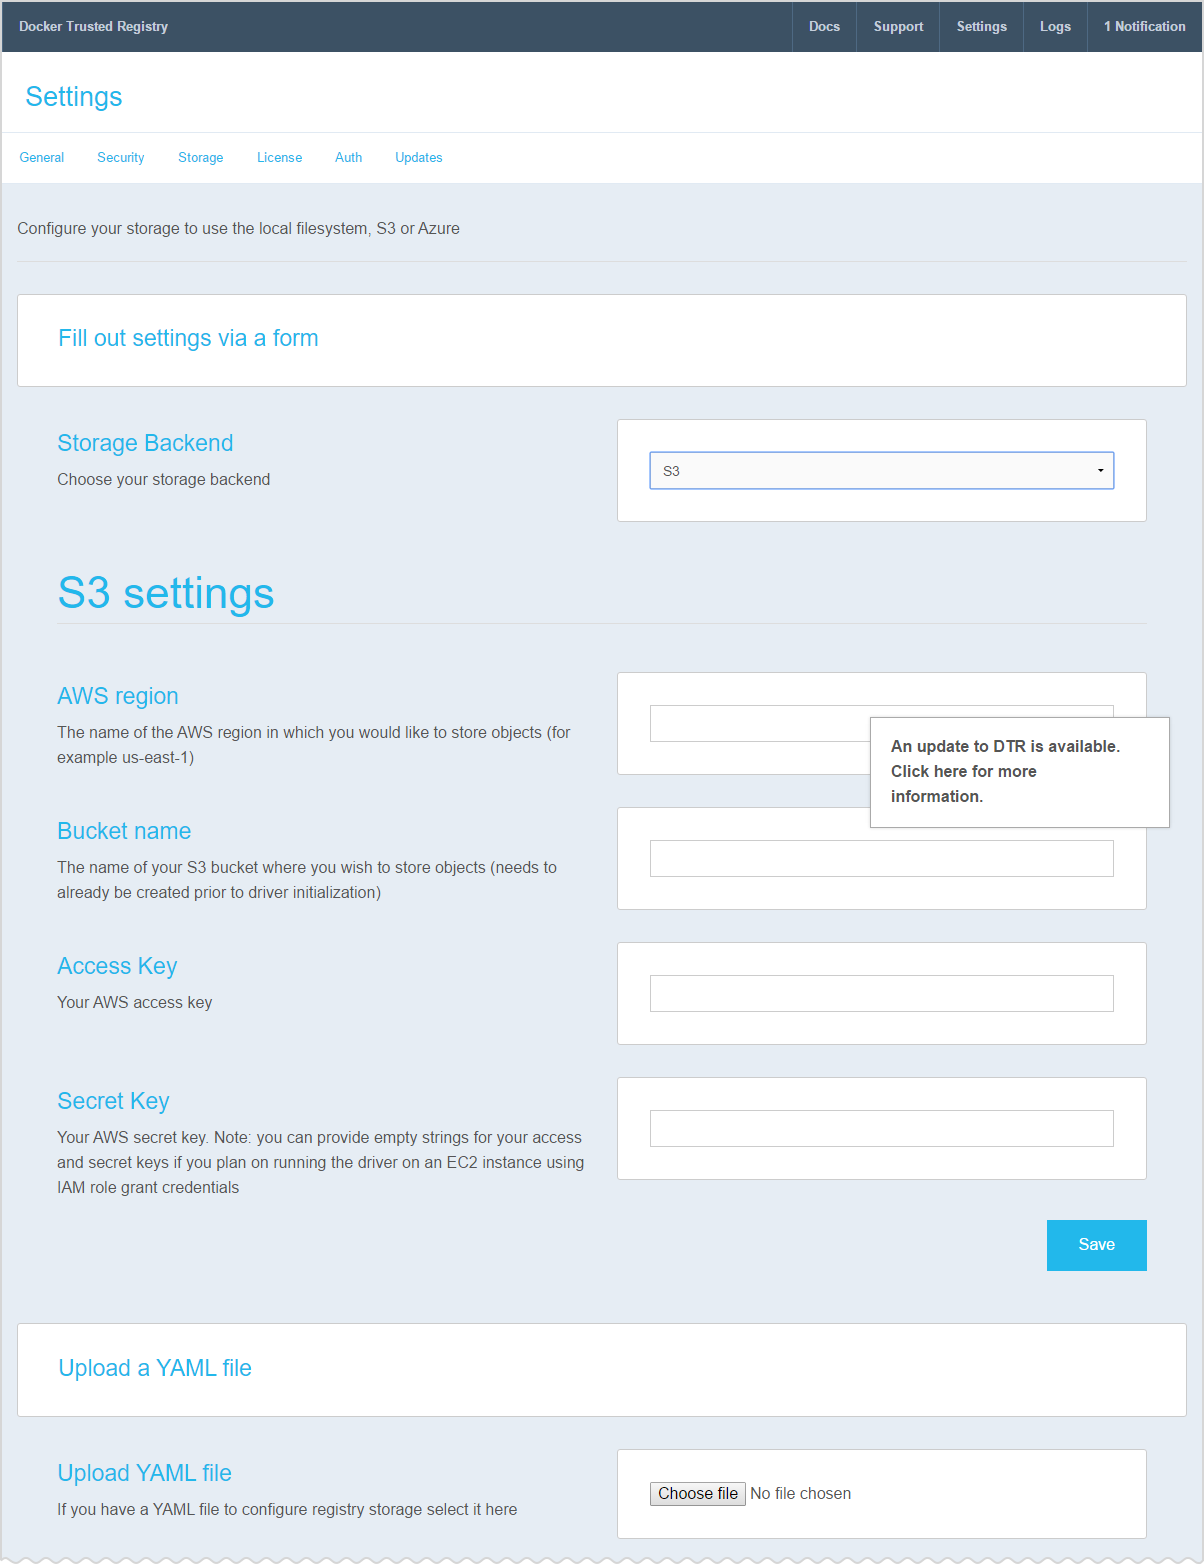 Docker Trusted Registry
Docs
Support
Settings
Logs
1 Notification
Settings
General
Security
Storage
License
Auth
Updates
Configure your storage to use the local filesystem, S3 or Azure
Fill out settings via a form
Storage Backend
Choose your storage backend
S3
S3 settings
AWS region
The name of the AWS region in which you would like to store objects (for
example us-east-1)
An update to DTR is available.
Click here for more
information.
Bucket name
The name of your S3 bucket where you wish to store objects (needs to
already be created prior to driver initialization)
Access Key
Your AWS access key
Secret Key
Your AWS secret key. Note: you can provide empty strings for your access
and secret keys if you plan on running the driver on an EC2 instance using
IAM role grant credentials
Save
Upload a YAML file
Upload YAML file
If you have a YAML file to configure registry storage select it here
Choose file No file chosen